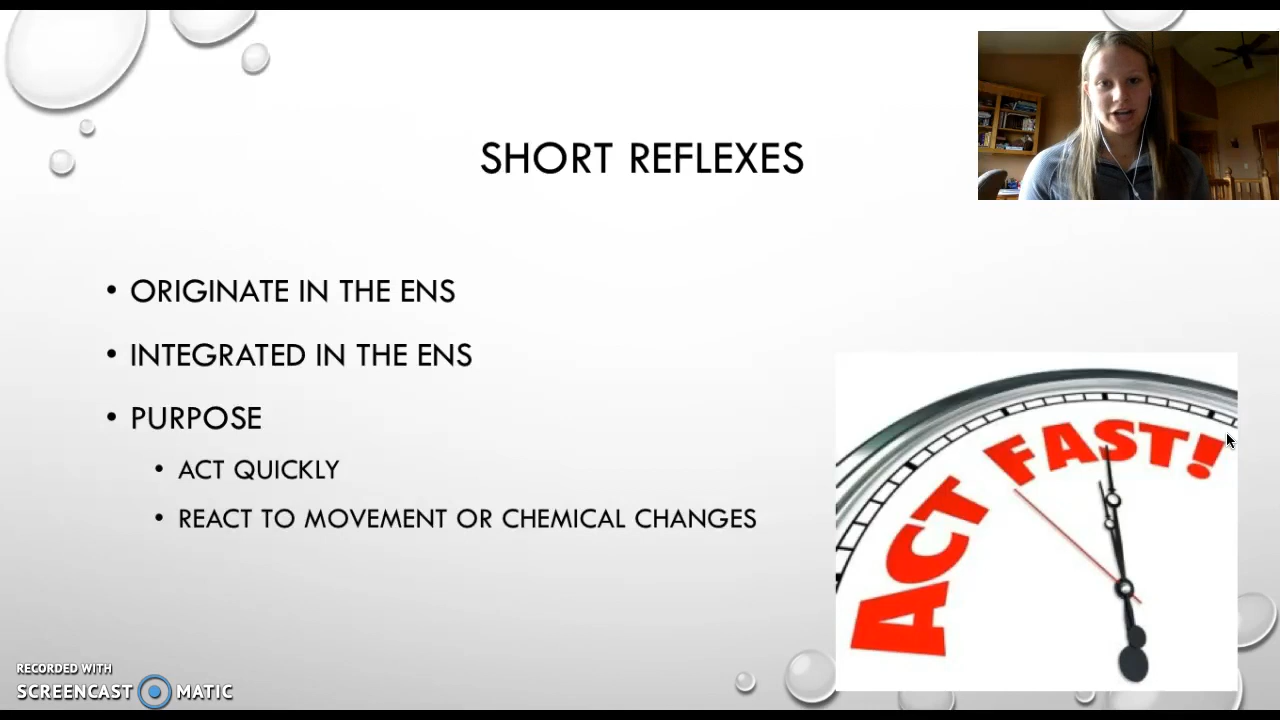 SHORT REFLEXES
• ORIGINATE IN THE ENS
• INTEGRATED IN THE ENS
• PURPOSE
• ACT QUICKLY
• REACT TO MOVEMENT OR CHEMICAL CHANGES
ACT FAST!
RECORDED WITH
SCREENCAST MATIC